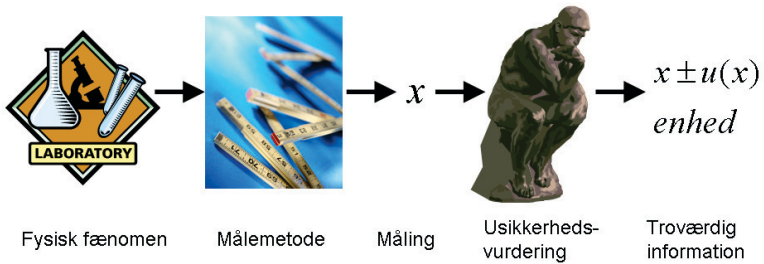 LABORATORY
x
x ± u(x)
enhed
Fysisk fænomen
Målemetode
Måling
Usikkerheds-
vurdering
Troværdig
information